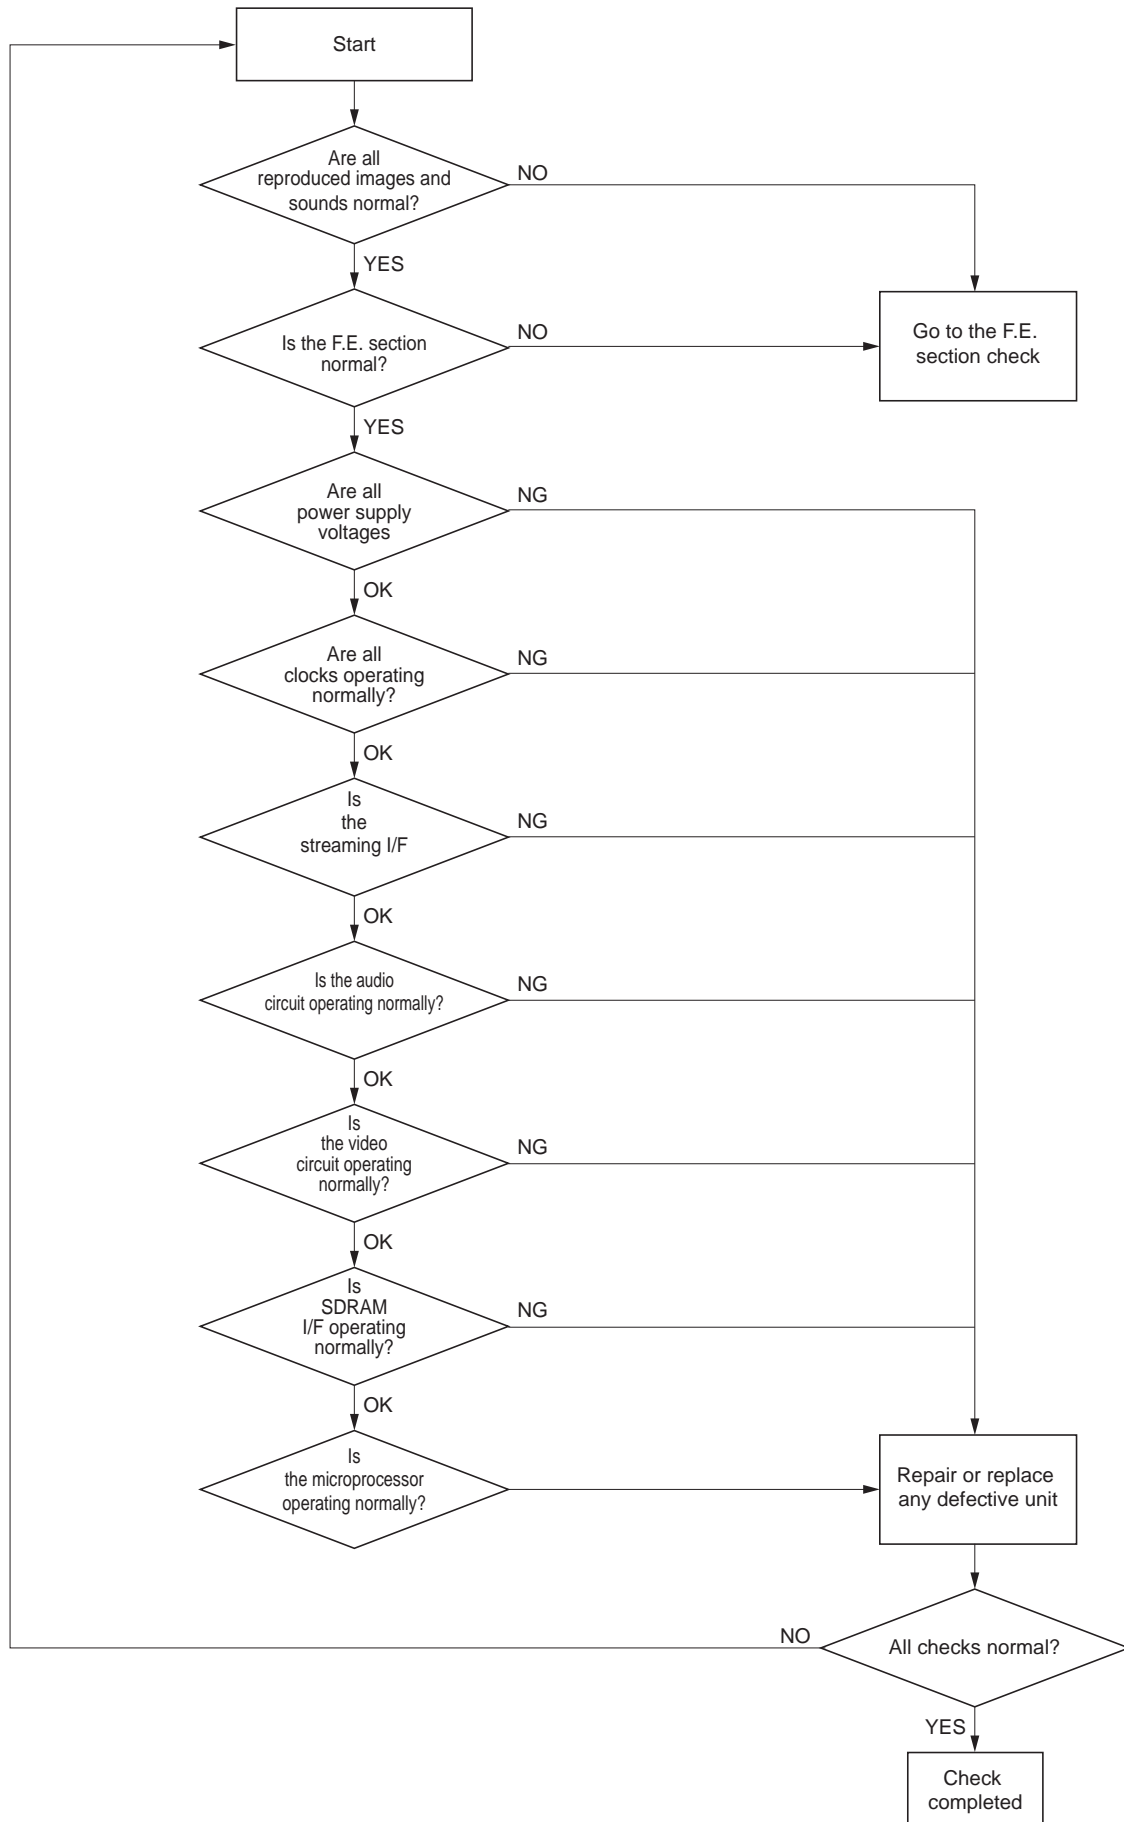 Start
Are all
reproduced images and
sounds normal?
NO
YES
Is the F.E. section
normal?
NO
Go to the F.E.
section check
YES
Are all
power supply
voltages
NG
OK
Are all
clocks operating
normally?
NG
OK
Is
the
streaming I/F
NG
OK
Is the audio
circuit operating normally?
NG
OK
Is
the video
circuit operating
normally?
NG
OK
Is
SDRAM
I/F operating
normally?
NG
OK
Is
the microprocessor
operating normally?
Repair or replace
any defective unit
NO
All checks normal?
YES
Check
completed